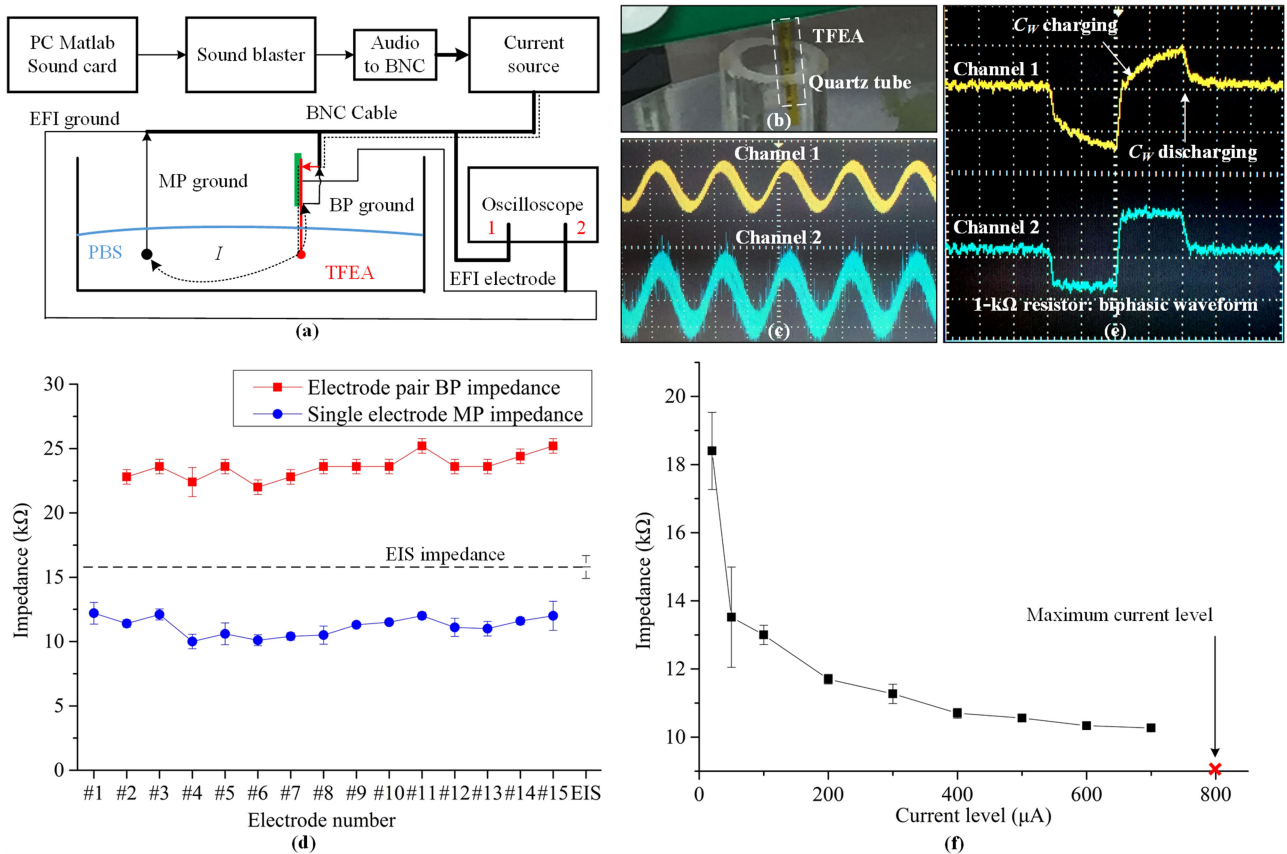 PC Matlab
Sound card
Sound blaster
Audio
to BNC
Current
source
EFI ground
BNC Cable
MP ground
BP ground
Oscilloscope
1
2
PBS
I
TFEA
EFI electrode
(a)
TFEA
Quartz tube
(b)
Channel 1
Channel 2
(c)
C_W charging
Channel 1
C_W discharging
Channel 2
1-kΩ resistor: biphasic waveform
(e)
Electrode pair BP impedance
Single electrode MP impedance
EIS impedance
Impedance (kΩ)
30
25
20
15
10
5
0
#1 #2 #3 #4 #5 #6 #7 #8 #9 #10 #11 #12 #13 #14 #15 EIS
Electrode number
(d)
Impedance (kΩ)
20
18
16
14
12
10
Maximum current level
0 200 400 600 800
Current level (μA)
(f)